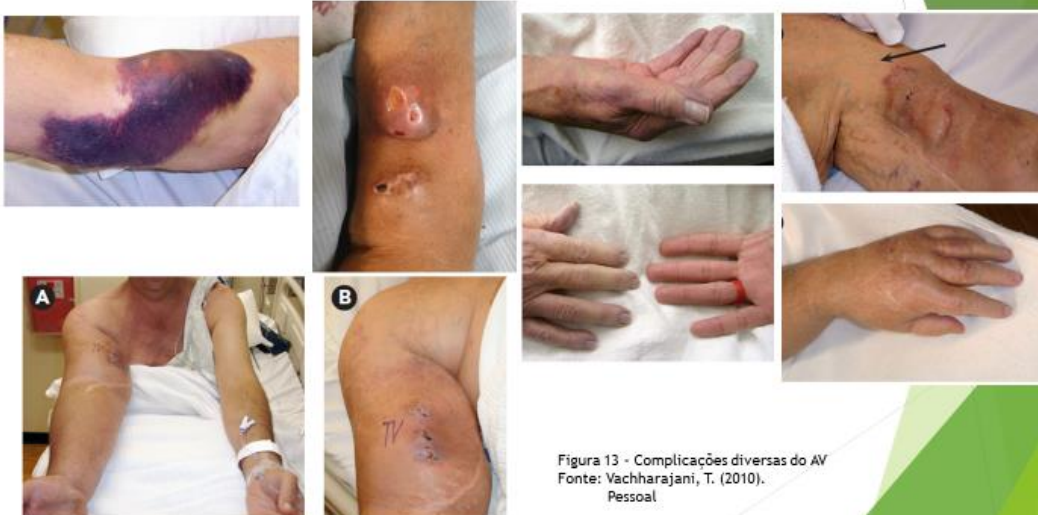 A
B
TV
Figura 13 - Complicações diversas do AV
Fonte: Vachharajani, T. (2010).
Pessoal